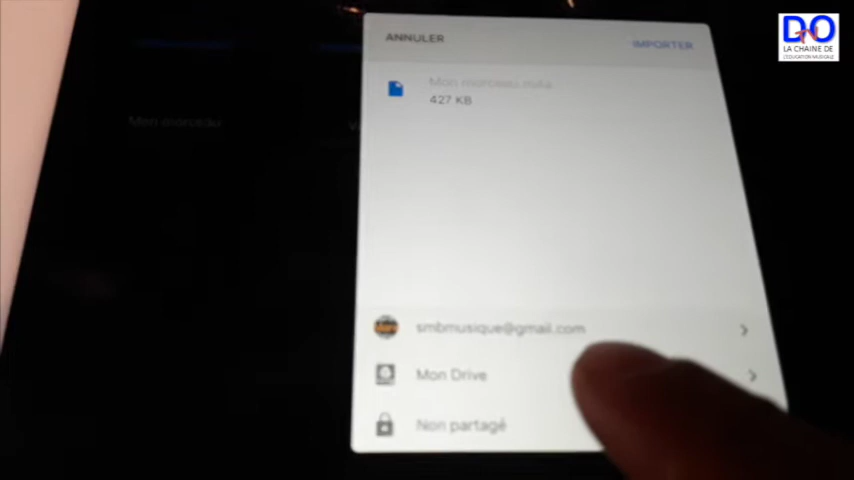 ANNULER
IMPORTER
427 KB
smbmusique@gmail.com
Mon Drive
Non partagé
Mon morceau
DO
TV
LA CHAINE DE
L'EDUCATION MUSICALE